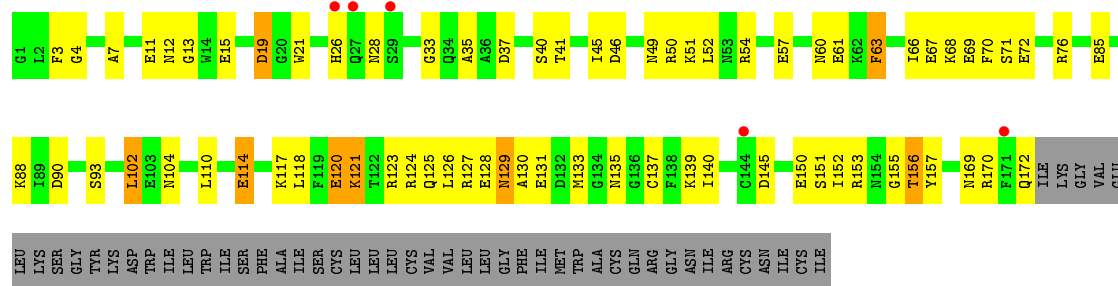 G1 L2 F3 G4 A7 E11 N12 G13 W14 E15 D19 G20 W21 H26 Q27 N28 S29 G33 Q34 A35 A36 D37 S40 T41 I45 D46 N49 R50 K51 L52 N53 R54 E57 N60 E61 K62 F63 I66 E67 K68 E69 F70 S71 E72 R76 E85
K88 I89 D90 S93 L102 E103 N104 L110 E114 K117 L118 F119 E120 K121 T122 R123 R124 Q125 L126 R127 E128 N129 A130 E131 D132 M133 G134 N135 G136 C137 F138 K139 I140 C144 D145 E150 S151 I152 R153 N154 G155 T156 Y157 N169 R170 F171 Q172 ILE LYS GLY VAL GLU
LEU LYS SER GLY TYR LYS ASP TRP ILE LEU TRP ILE SER PHE ALA ILE SER CYS LEU LEU LEU CYS VAL VAL LEU LEU GLY PHE ILE MET TRP ALA CYS GLN ARG GLY ASN ILE ARG CYS ASN ILE CYS ILE